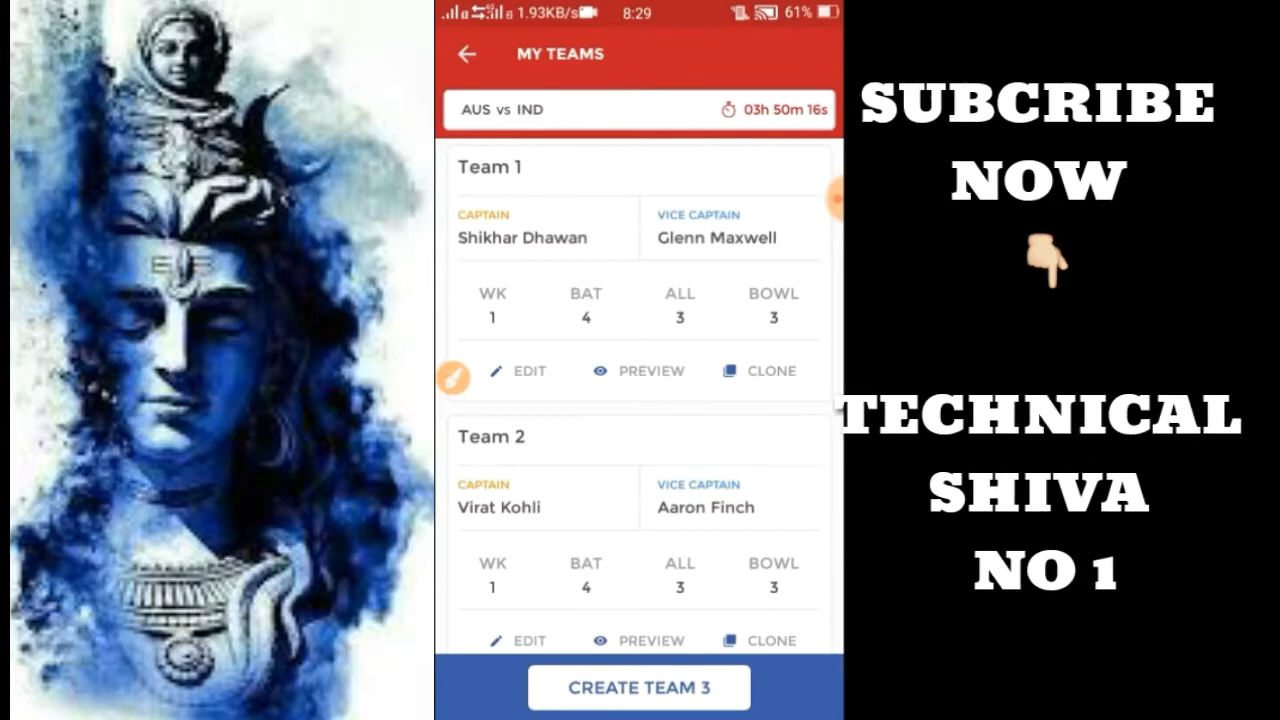 1.93KB/s 8:29 61%
MY TEAMS
AUS vs IND 03h 50m 16s
Team 1
CAPTAIN VICE CAPTAIN
Shikhar Dhawan Glenn Maxwell
WK BAT ALL BOWL
1 4 3 3
EDIT PREVIEW CLONE
Team 2
CAPTAIN VICE CAPTAIN
Virat Kohli Aaron Finch
WK BAT ALL BOWL
1 4 3 3
EDIT PREVIEW CLONE
CREATE TEAM 3
SUBCRIBE
NOW
TECHNICAL
SHIVA
NO 1